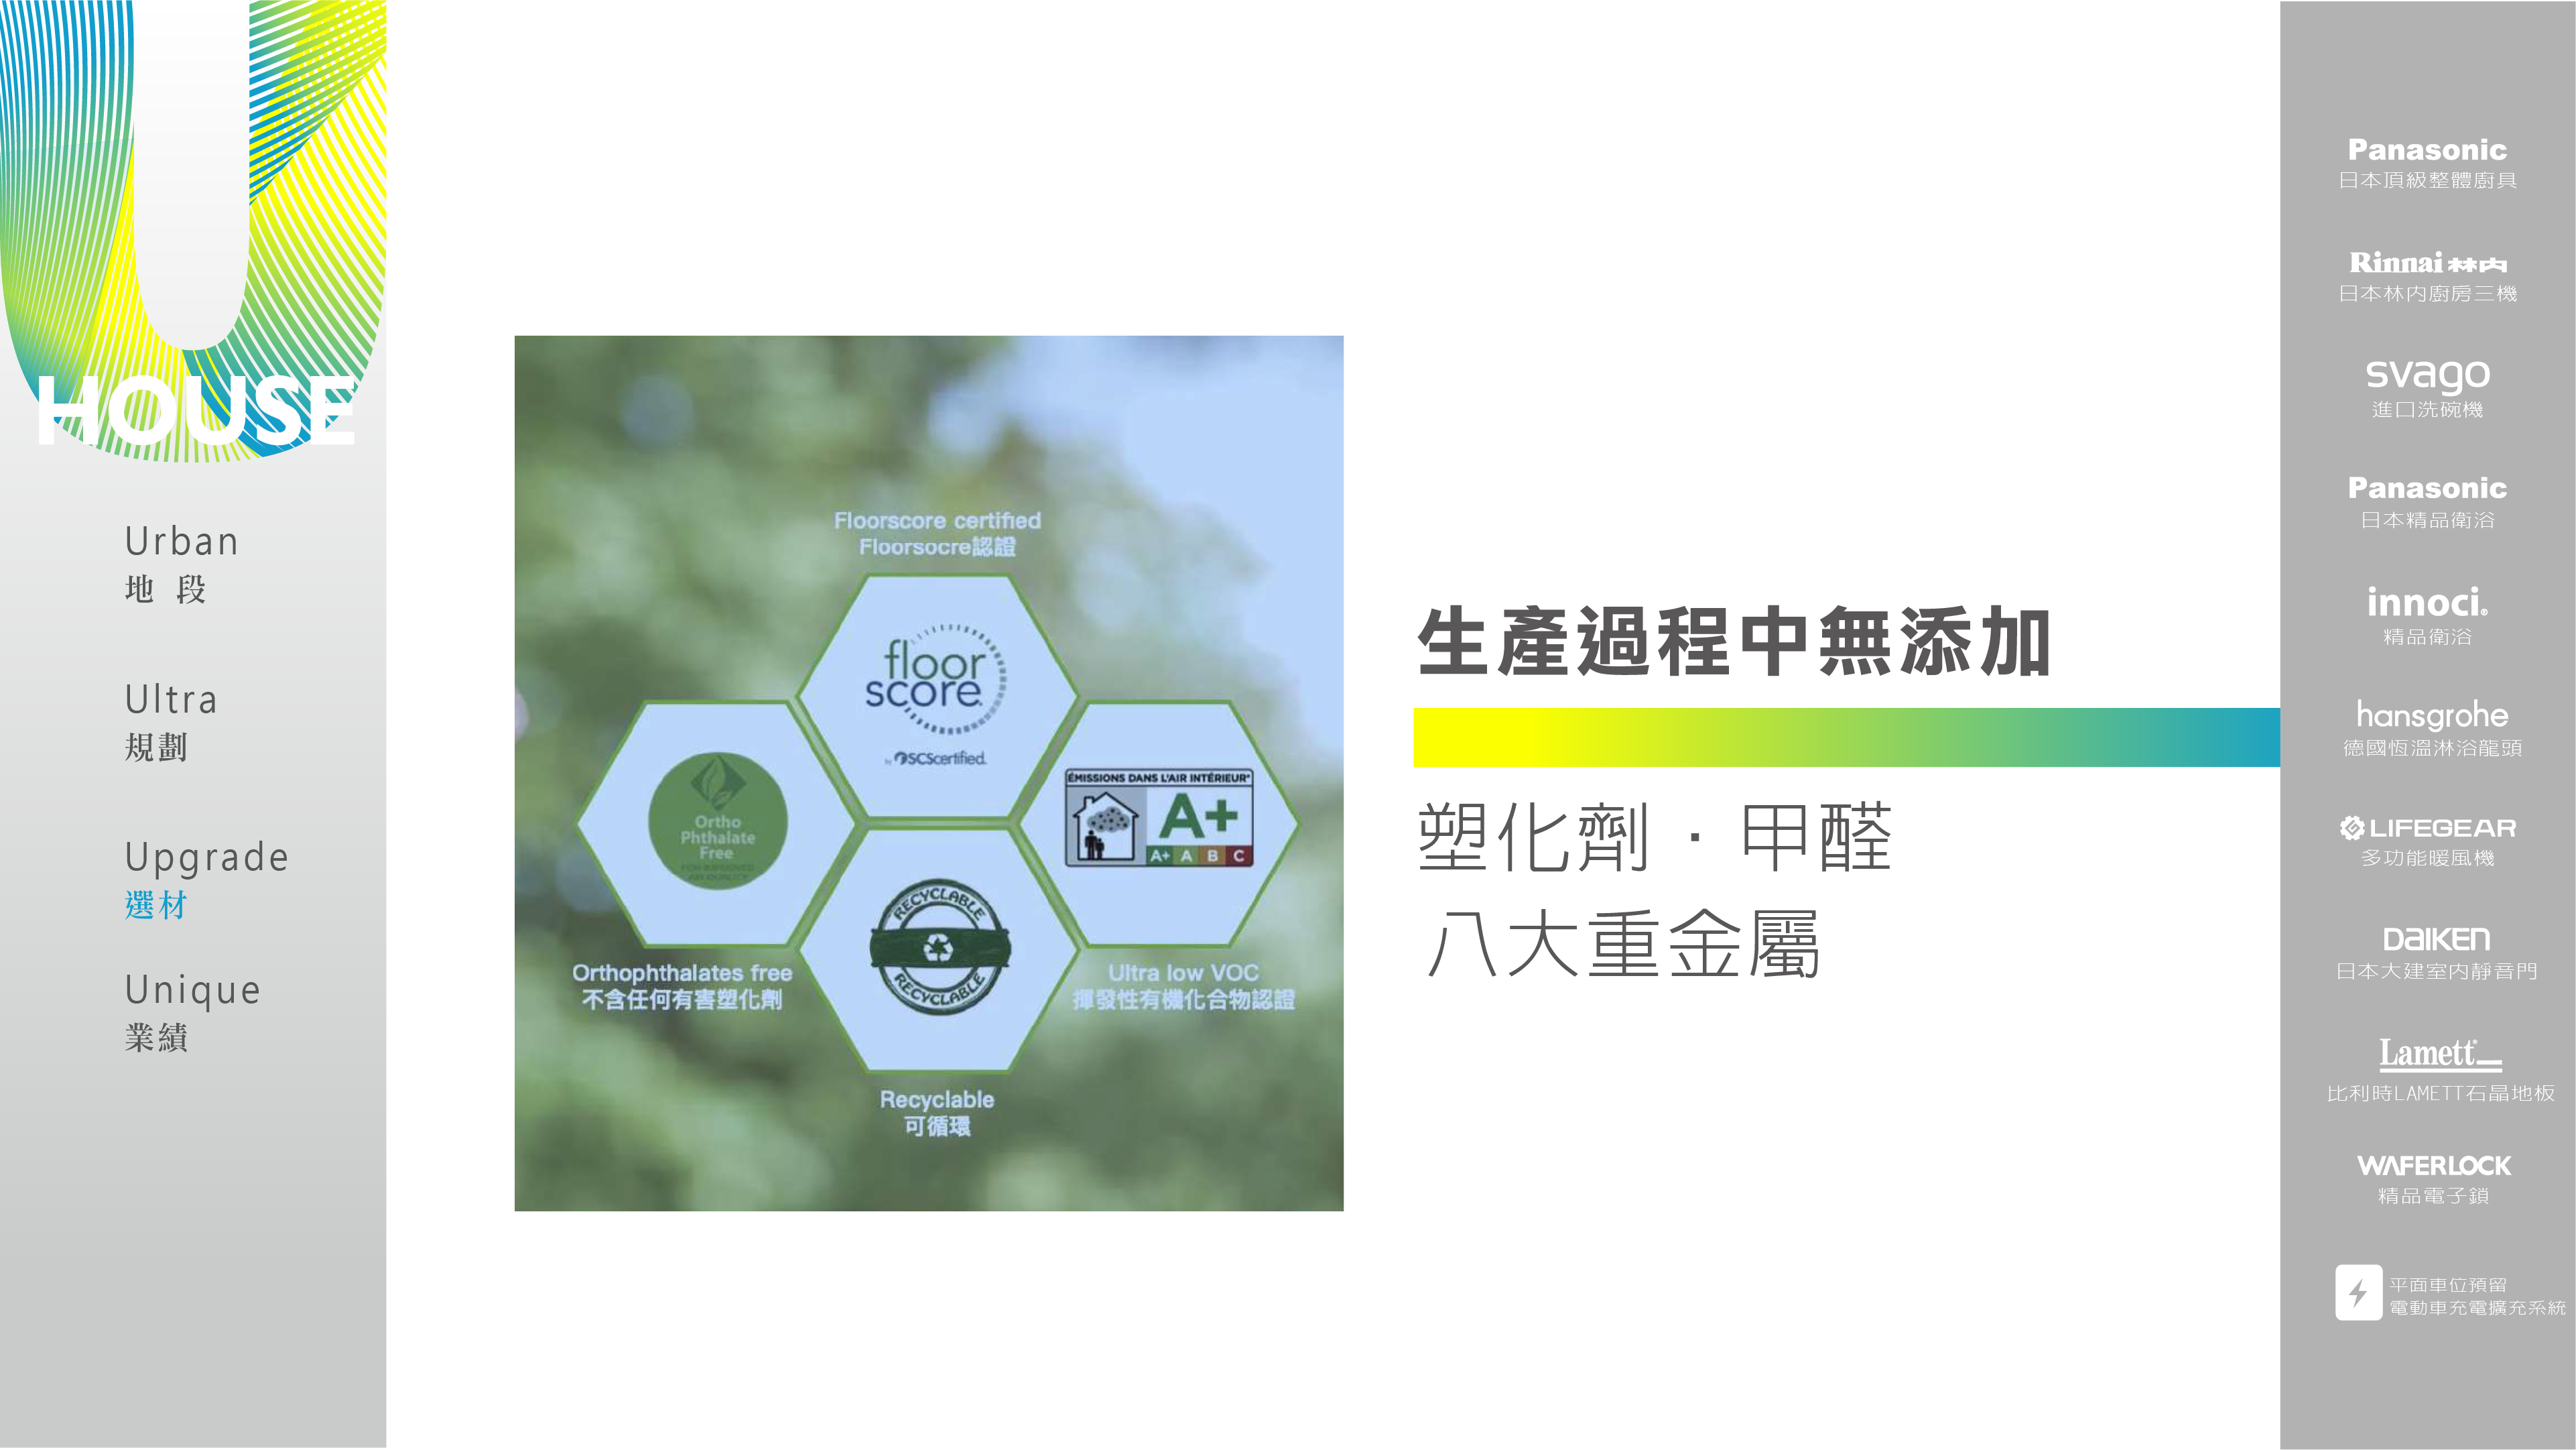 U
HOUSE
Urban
地 段
Ultra
規劃
Upgrade
選材
Unique
業績
Floorscore certified
Floorsocre認證
floor
score
by SCScertified.
Ortho
Phthalate
Free
ÉMISSIONS DANS L'AIR INTÉRIEUR*
A+
A+ A B C
RECYCLABLE
RECYCLABLE
Orthophthalates free
不含任何有害塑化劑
Ultra low VOC
揮發性有機化合物認證
Recyclable
可循環
生產過程中無添加
塑化劑・甲醛
八大重金屬
Panasonic
日本頂級整體廚具
Rinnai 林内
日本林內廚房三機
svago
進口洗碗機
Panasonic
日本精品衛浴
innoci®
精品衛浴
hansgrohe
德國恆溫淋浴龍頭
LIFEGEAR
多功能暖風機
DAIKEN
日本大建室內靜音門
Lamett®
比利時LAMETT石晶地板
WAFERLOCK
精品電子鎖
平面車位預留
電動車充電擴充系統